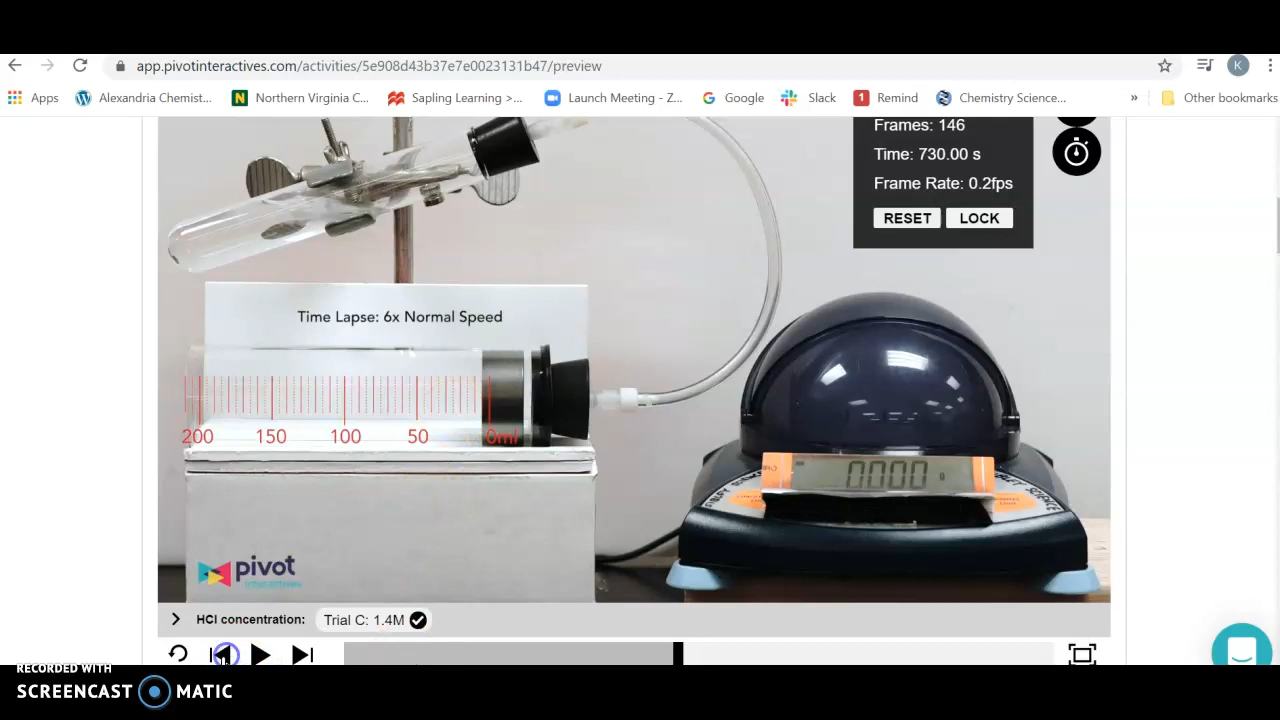 app.pivotinteractives.com/activities/5e908d43b37e7e0023131b47/preview
K
Apps
Alexandria Chemist...
Northern Virginia C...
Sapling Learning >...
Launch Meeting - Z...
Google
Slack
1 Remind
Chemistry Science...
»
Other bookmarks
Frames: 146
Time: 730.00 s
Frame Rate: 0.2fps
RESET LOCK
Time Lapse: 6x Normal Speed
200 150 100 50 0ml
0.000 g
pivot
interactives
HCl concentration: Trial C: 1.4M
RECORDED WITH
SCREENCAST MATIC